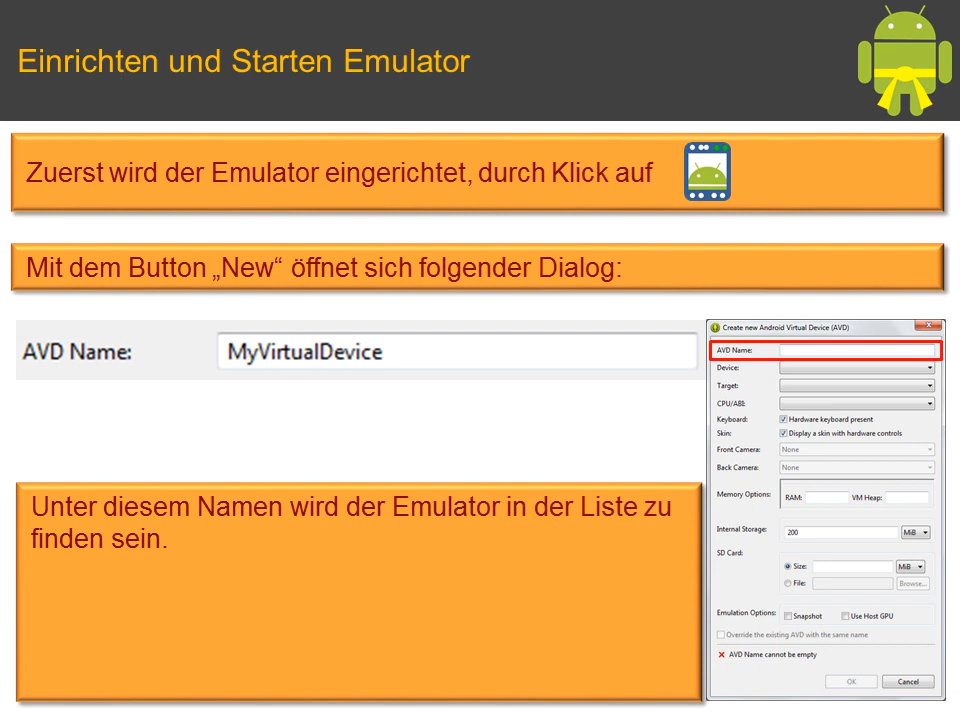 Einrichten und Starten Emulator
Zuerst wird der Emulator eingerichtet, durch Klick auf
Mit dem Button „New“ öffnet sich folgender Dialog:
AVD Name: MyVirtualDevice
Unter diesem Namen wird der Emulator in der Liste zu
finden sein.
Create new Android Virtual Device (AVD)
AVD Name:
Device:
Target:
CPU/ABI:
Keyboard: Hardware keyboard present
Skin: Display a skin with hardware controls
Front Camera: None
Back Camera: None
Memory Options: RAM: VM Heap:
Internal Storage: 200 MiB
SD Card:
Size: MiB
File: Browse...
Emulation Options: Snapshot Use Host GPU
Override the existing AVD with the same name
AVD Name cannot be empty
OK Cancel